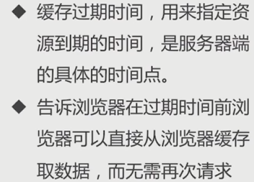 ◆ 缓存过期时间，用来指定资
源到期的时间，是服务器端
的具体的时间点。
◆ 告诉浏览器在过期时间前浏
览器可以直接从浏览器缓存
取数据，而无需再次请求